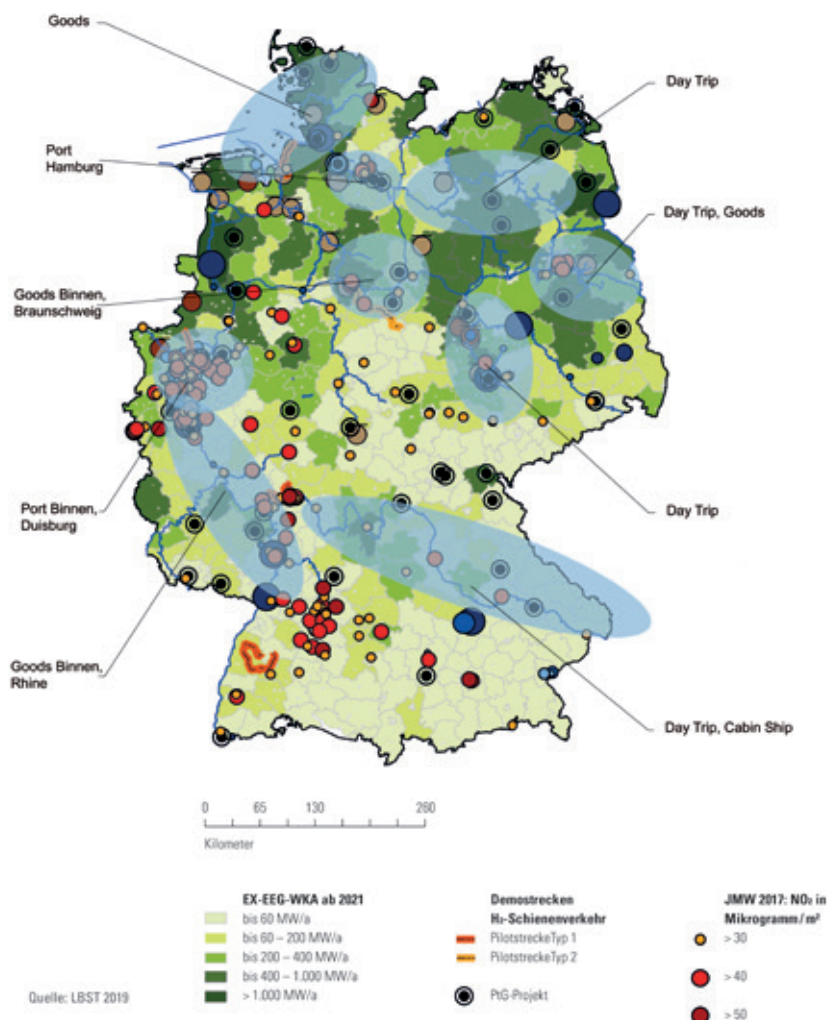 Goods
Day Trip
Port
Hamburg
Day Trip, Goods
Goods Binnen,
Braunschweig
Port Binnen,
Duisburg
Day Trip
Goods Binnen,
Rhine
Day Trip, Cabin Ship
0 65 130 260
Kilometer
EX-EEG-WKA ab 2021
bis 60 MW/a
bis 60 – 200 MW/a
bis 200 – 400 MW/a
bis 400 – 1.000 MW/a
> 1.000 MW/a
Demostrecken
H₂-Schienenverkehr
PilotstreckeTyp 1
PilotstreckeTyp 2
PtG-Projekt
JMW 2017: NO₂ in
Mikrogramm/m²
> 30
> 40
> 50
Quelle: LBST 2019